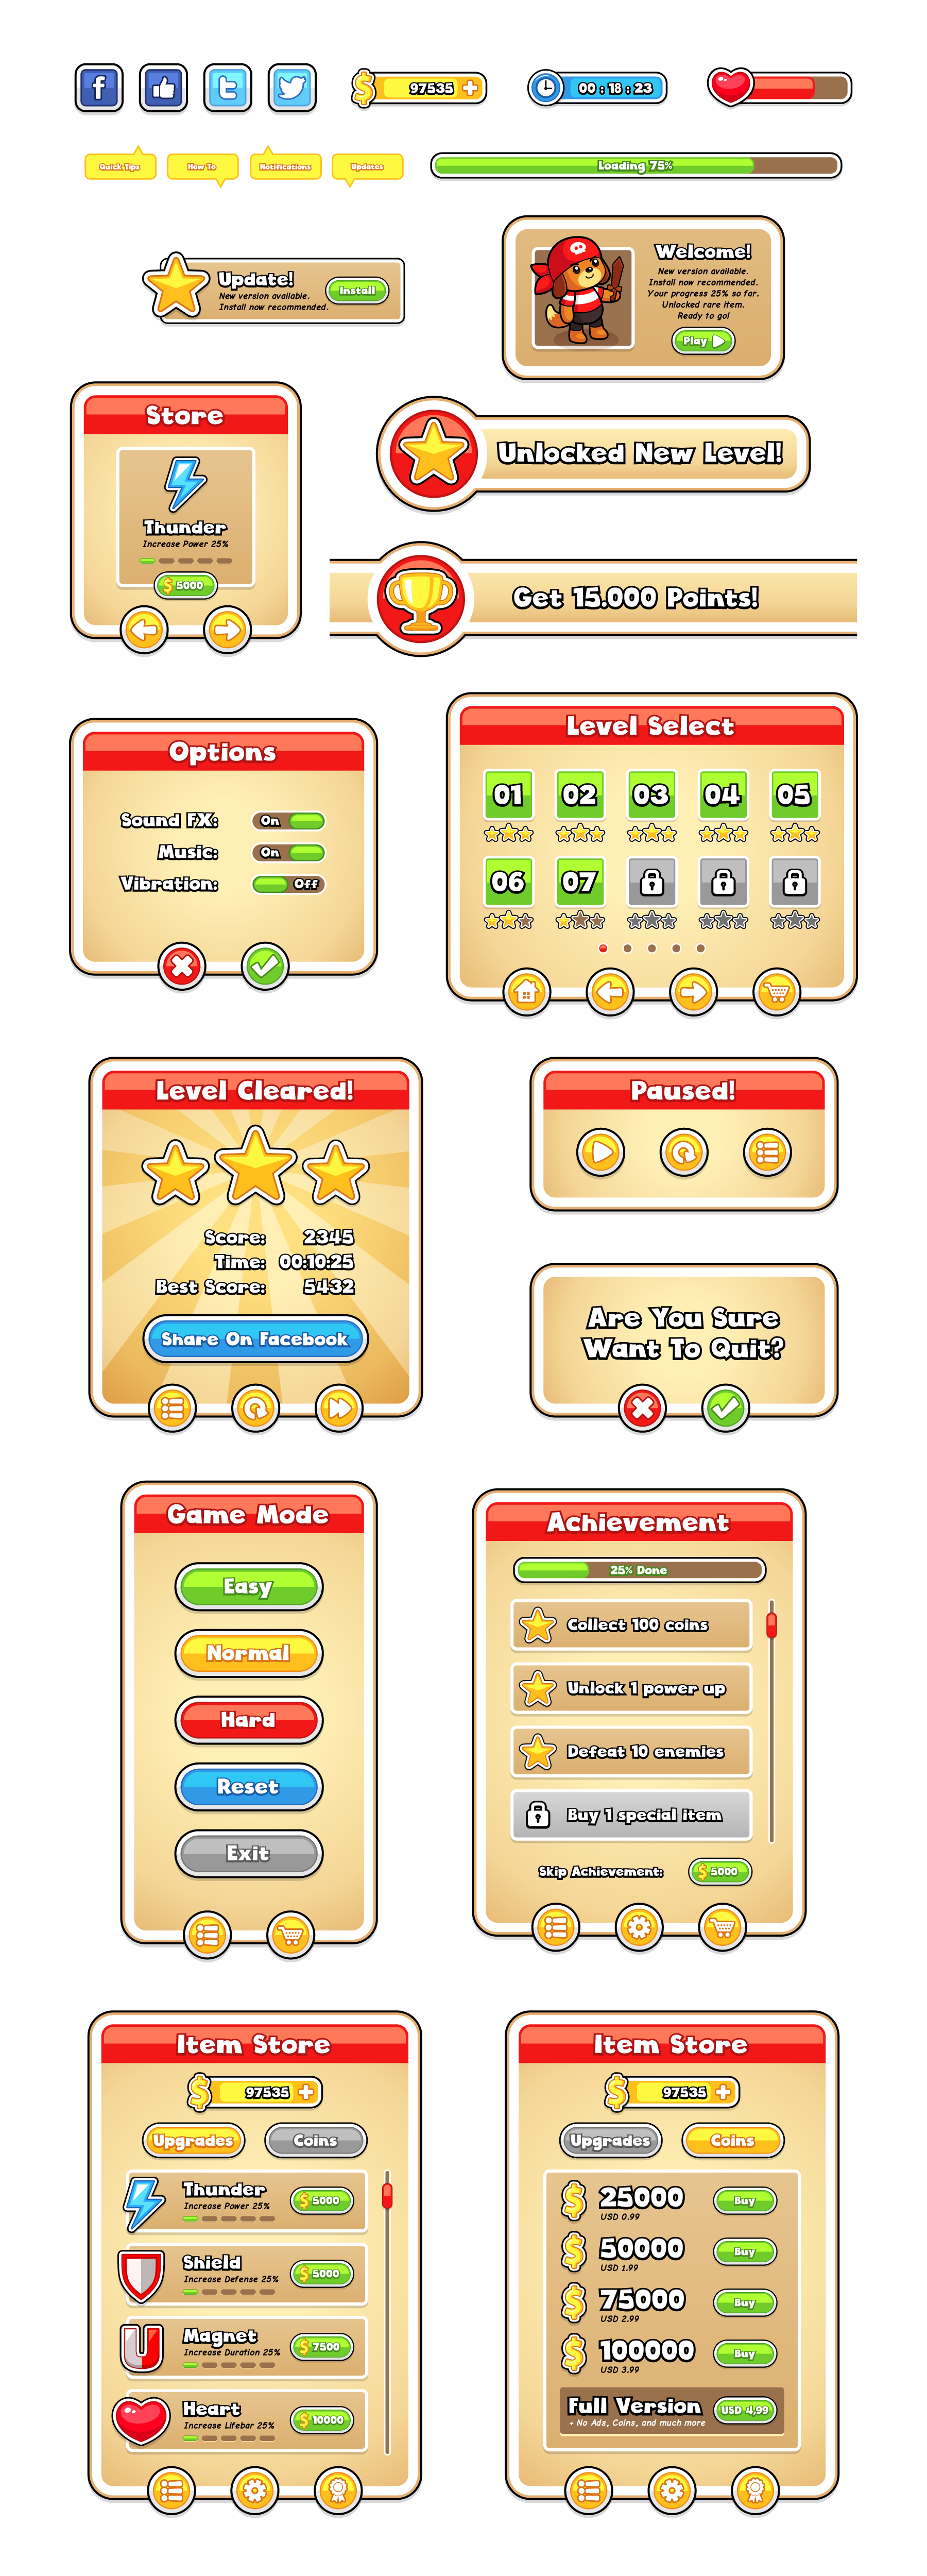 97535
00 : 18 : 23
Quick Tips
How To
Notifications
Updates
Loading 75%
Update!
New version available.
Install now recommended.
Install
Welcome!
New version available.
Install now recommended.
Your progress 25% so far.
Unlocked rare item.
Ready to go!
Play
Store
Thunder
Increase Power 25%
$ 5000
Unlocked New Level!
Get 15.000 Points!
Options
Sound FX: On
Music: On
Vibration: Off
Level Select
01 02 03 04 05
06 07
Level Cleared!
Score: 2345
Time: 00:10:25
Best Score: 5432
Share On Facebook
Paused!
Are You Sure
Want To Quit?
Game Mode
Easy
Normal
Hard
Reset
Exit
Achievement
25% Done
Collect 100 coins
Unlock 1 power up
Defeat 10 enemies
Buy 1 special item
Skip Achievement: $ 5000
Item Store
$ 97535
Upgrades Coins
Thunder
Increase Power 25%
$ 5000
Shield
Increase Defense 25%
$ 5000
Magnet
Increase Duration 25%
$ 7500
Heart
Increase Lifebar 25%
$ 10000
Item Store
$ 97535
Upgrades Coins
$ 25000 Buy
USD 0.99
$ 50000 Buy
USD 1.99
$ 75000 Buy
USD 2.99
$ 100000 Buy
USD 3.99
Full Version USD 4,99
+ No Ads, Coins, and much more